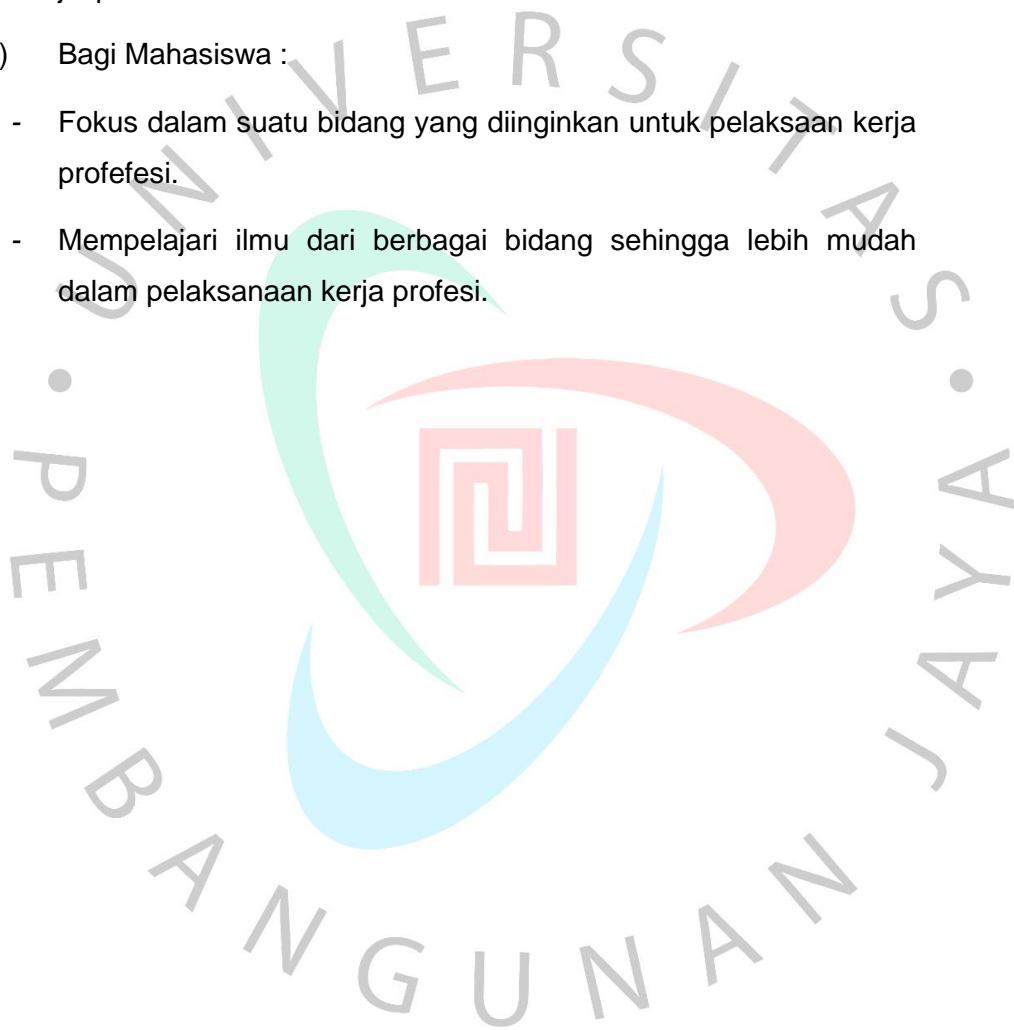 ) Bagi Mahasiswa :
- Fokus dalam suatu bidang yang diinginkan untuk pelaksaan kerja
profefesi.
- Mempelajari ilmu dari berbagai bidang sehingga lebih mudah
dalam pelaksanaan kerja profesi.
UNIVERSITAS • PEMBANGUNAN JAYA •